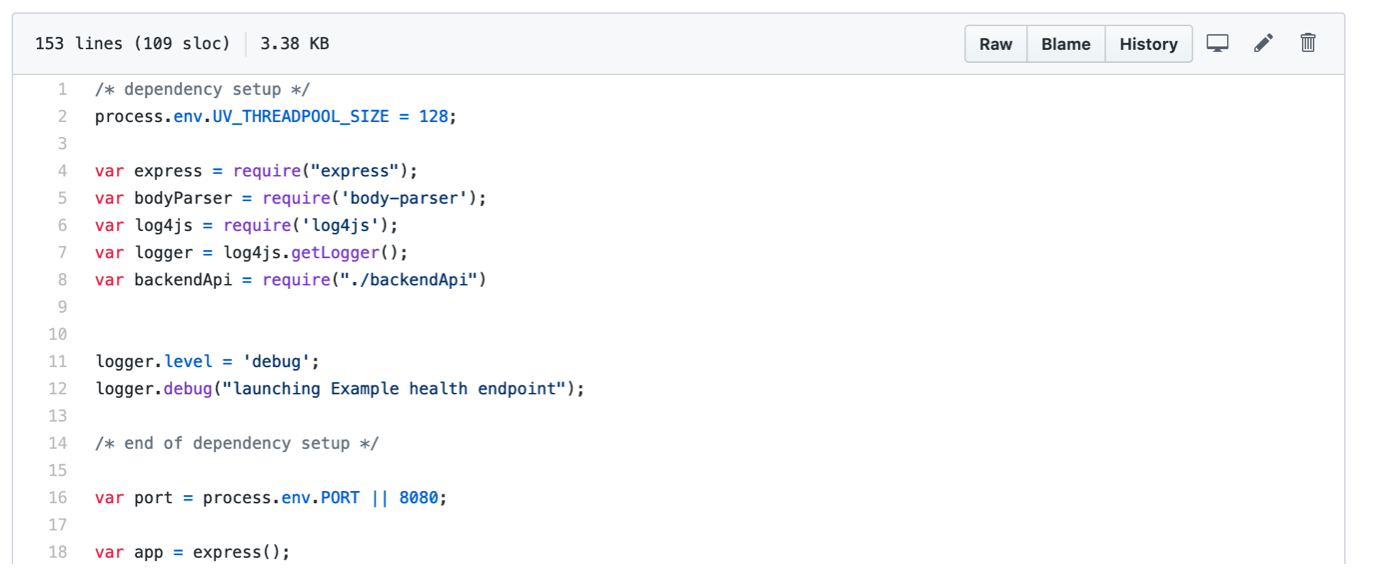 153 lines (109 sloc) 3.38 KB Raw Blame History
1 /* dependency setup */
2 process.env.UV_THREADPOOL_SIZE = 128;
3
4 var express = require("express");
5 var bodyParser = require('body-parser');
6 var log4js = require('log4js');
7 var logger = log4js.getLogger();
8 var backendApi = require("./backendApi")
9
10
11 logger.level = 'debug';
12 logger.debug("launching Example health endpoint");
13
14 /* end of dependency setup */
15
16 var port = process.env.PORT || 8080;
17
18 var app = express();